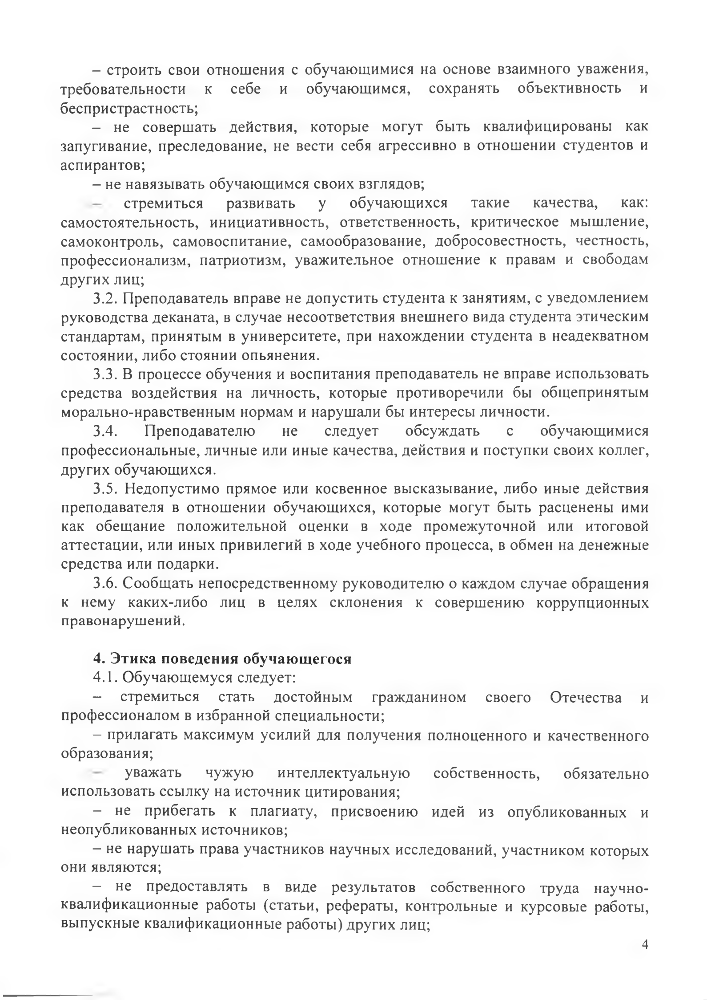 – строить свои отношения с обучающимися на основе взаимного уважения,
требовательности к себе и обучающимся, сохранять объективность и
беспристрастность;
– не совершать действия, которые могут быть квалифицированы как
запугивание, преследование, не вести себя агрессивно в отношении студентов и
аспирантов;
– не навязывать обучающимся своих взглядов;
– стремиться развивать у обучающихся такие качества, как:
самостоятельность, инициативность, ответственность, критическое мышление,
самоконтроль, самовоспитание, самообразование, добросовестность, честность,
профессионализм, патриотизм, уважительное отношение к правам и свободам
других лиц;
3.2. Преподаватель вправе не допустить студента к занятиям, с уведомлением
руководства деканата, в случае несоответствия внешнего вида студента этическим
стандартам, принятым в университете, при нахождении студента в неадекватном
состоянии, либо стоянии опьянения.
3.3. В процессе обучения и воспитания преподаватель не вправе использовать
средства воздействия на личность, которые противоречили бы общепринятым
морально-нравственным нормам и нарушали бы интересы личности.
3.4. Преподавателю не следует обсуждать с обучающимися
профессиональные, личные или иные качества, действия и поступки своих коллег,
других обучающихся.
3.5. Недопустимо прямое или косвенное высказывание, либо иные действия
преподавателя в отношении обучающихся, которые могут быть расценены ими
как обещание положительной оценки в ходе промежуточной или итоговой
аттестации, или иных привилегий в ходе учебного процесса, в обмен на денежные
средства или подарки.
3.6. Сообщать непосредственному руководителю о каждом случае обращения
к нему каких-либо лиц в целях склонения к совершению коррупционных
правонарушений.
4. Этика поведения обучающегося
4.1. Обучающемуся следует:
– стремиться стать достойным гражданином своего Отечества и
профессионалом в избранной специальности;
– прилагать максимум усилий для получения полноценного и качественного
образования;
– уважать чужую интеллектуальную собственность, обязательно
использовать ссылку на источник цитирования;
– не прибегать к плагиату, присвоению идей из опубликованных и
неопубликованных источников;
– не нарушать права участников научных исследований, участником которых
они являются;
– не предоставлять в виде результатов собственного труда научно-
квалификационные работы (статьи, рефераты, контрольные и курсовые работы,
выпускные квалификационные работы) других лиц;
4